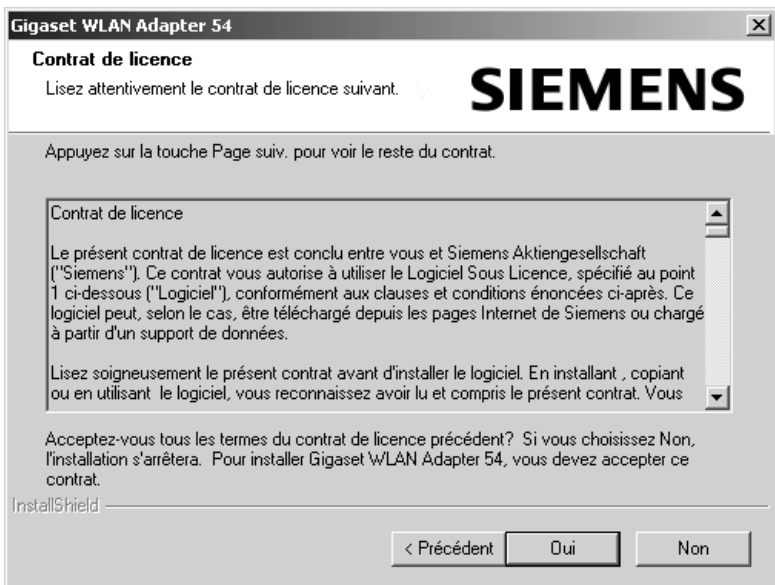 Gigaset WLAN Adapter 54
Contrat de licence
Lisez attentivement le contrat de licence suivant.
SIEMENS
Appuyez sur la touche Page suiv. pour voir le reste du contrat.
Contrat de licence
Le présent contrat de licence est conclu entre vous et Siemens Aktiengesellschaft
("Siemens"). Ce contrat vous autorise à utiliser le Logiciel Sous Licence, spécifié au point
1 ci-dessous ("Logiciel"), conformément aux clauses et conditions énoncées ci-après. Ce
logiciel peut, selon le cas, être téléchargé depuis les pages Internet de Siemens ou chargé
à partir d'un support de données.
Lisez soigneusement le présent contrat avant d'installer le logiciel. En installant , copiant
ou en utilisant  le logiciel, vous reconnaissez avoir lu et compris le présent contrat. Vous
Acceptez-vous tous les termes du contrat de licence précédent?  Si vous choisissez Non,
l'installation s'arrêtera.  Pour installer Gigaset WLAN Adapter 54, vous devez accepter ce
contrat.
InstallShield
< Précédent
Oui
Non